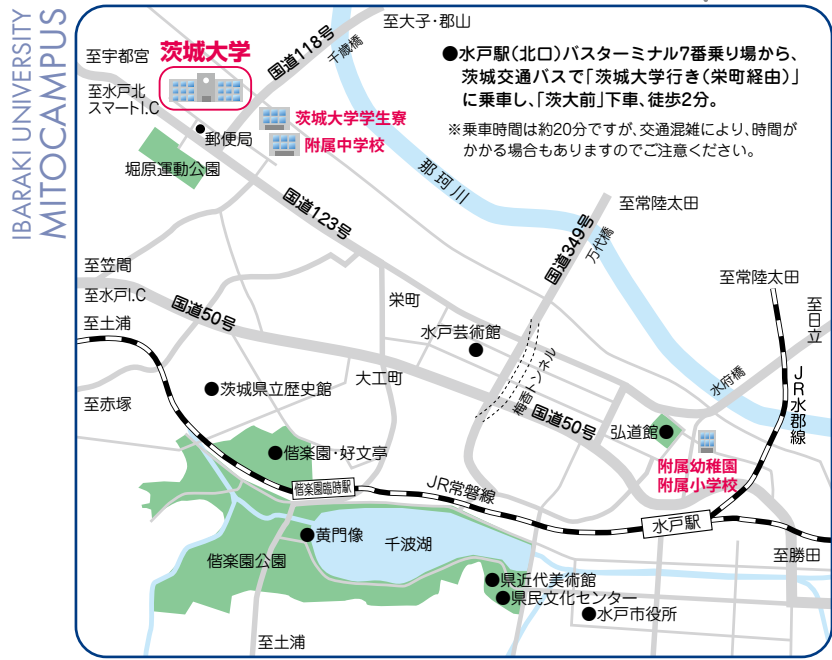 IBARAKI UNIVERSITY
MITOCAMPUS
至大子・郡山
至宇都宮
茨城大学
国道118号
千歳橋
●水戸駅(北口)バスターミナル7番乗り場から、
茨城交通バスで「茨城大学行き(栄町経由)」
に乗車し、「茨大前」下車、徒歩2分。
※乗車時間は約20分ですが、交通混雑により、時間が
かかる場合もありますのでご注意ください。
至水戸北
スマートI.C
茨城大学学生寮
郵便局
附属中学校
堀原運動公園
那珂川
国道123号
国道349号
至常陸太田
万代橋
至笠間
至水戸I.C
国道50号
栄町
至常陸太田
至日立
至土浦
水戸芸術館
大工町
梅香トンネル
水府橋
JR水郡線
茨城県立歴史館
至赤塚
国道50号
弘道館
偕楽園・好文亭
附属幼稚園
附属小学校
偕楽園臨時駅
JR常磐線
水戸駅
黄門像
千波湖
至勝田
偕楽園公園
県近代美術館
県民文化センター
水戸市役所
至土浦